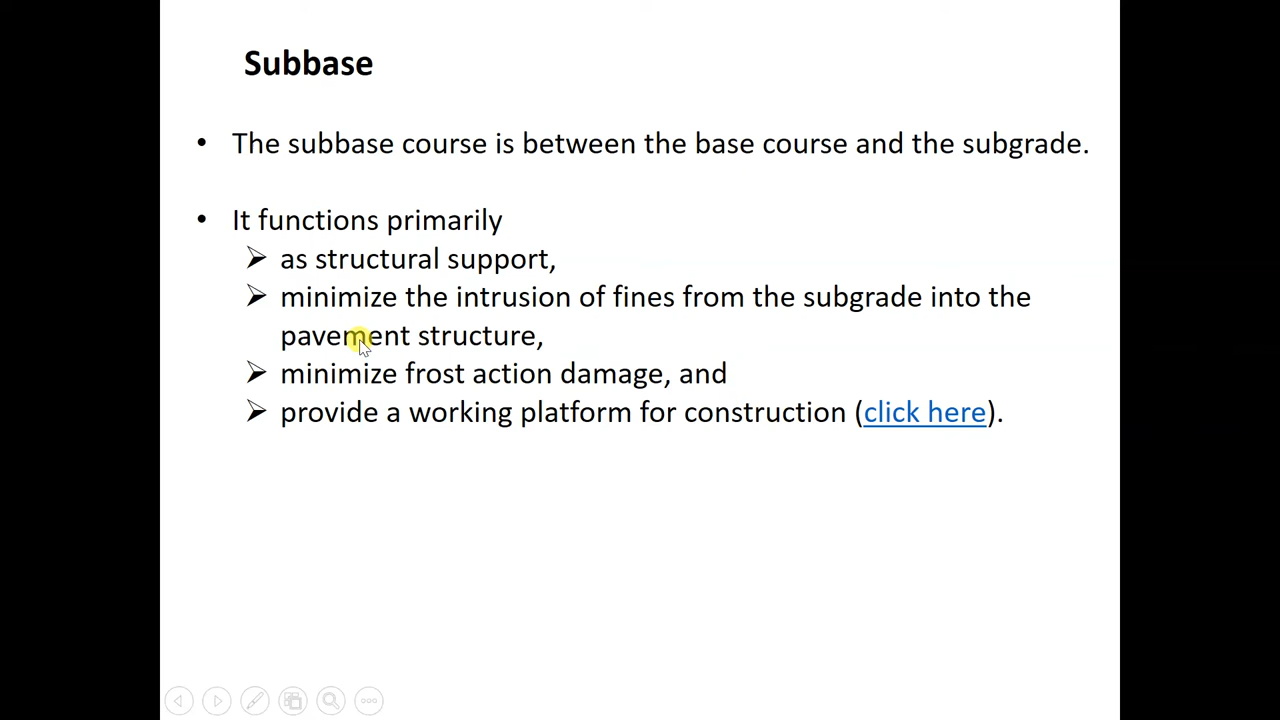 Subbase
• The subbase course is between the base course and the subgrade.
• It functions primarily
➢ as structural support,
➢ minimize the intrusion of fines from the subgrade into the
pavement structure,
➢ minimize frost action damage, and
➢ provide a working platform for construction (click here).